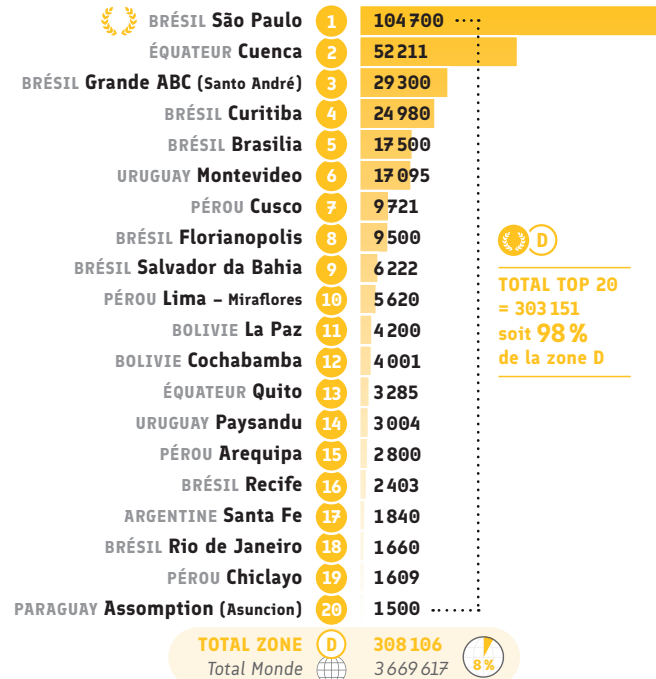 BRÉSIL São Paulo 1 104 700
ÉQUATEUR Cuenca 2 52 211
BRÉSIL Grande ABC (Santo André) 3 29 300
BRÉSIL Curitiba 4 24 980
BRÉSIL Brasilia 5 17 500
URUGUAY Montevideo 6 17 095
PÉROU Cusco 7 9 721
BRÉSIL Florianopolis 8 9 500
BRÉSIL Salvador da Bahia 9 6 222
PÉROU Lima – Miraflores 10 5 620
BOLIVIE La Paz 11 4 200
BOLIVIE Cochabamba 12 4 001
ÉQUATEUR Quito 13 3 285
URUGUAY Paysandu 14 3 004
PÉROU Arequipa 15 2 800
BRÉSIL Recife 16 2 403
ARGENTINE Santa Fe 17 1 840
BRÉSIL Rio de Janeiro 18 1 660
PÉROU Chiclayo 19 1 609
PARAGUAY Assomption (Asuncion) 20 1 500
D
TOTAL TOP 20
= 303 151
soit 98 %
de la zone D
TOTAL ZONE D 308 106
Total Monde 3 669 617
8 %